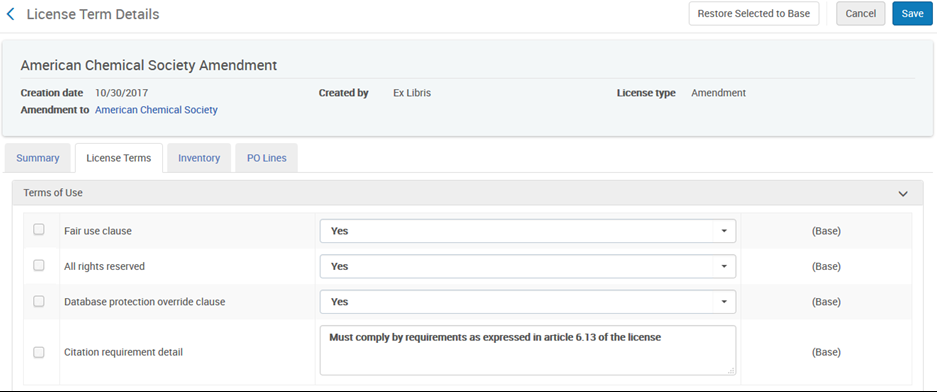 License Term Details
Restore Selected to Base
Cancel
Save
American Chemical Society Amendment
Creation date 10/30/2017 Created by Ex Libris License type Amendment
Amendment to American Chemical Society
Summary License Terms Inventory PO Lines
Terms of Use
Fair use clause Yes (Base)
All rights reserved Yes (Base)
Database protection override clause Yes (Base)
Citation requirement detail Must comply by requirements as expressed in article 6.13 of the license (Base)